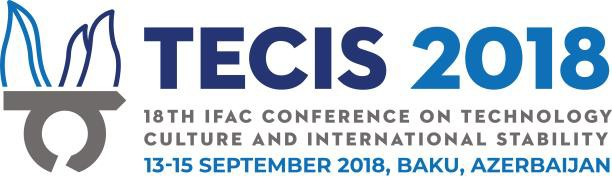 TECIS 2018
18TH IFAC CONFERENCE ON TECHNOLOGY
CULTURE AND INTERNATIONAL STABILITY
13-15 SEPTEMBER 2018, BAKU, AZERBAIJAN